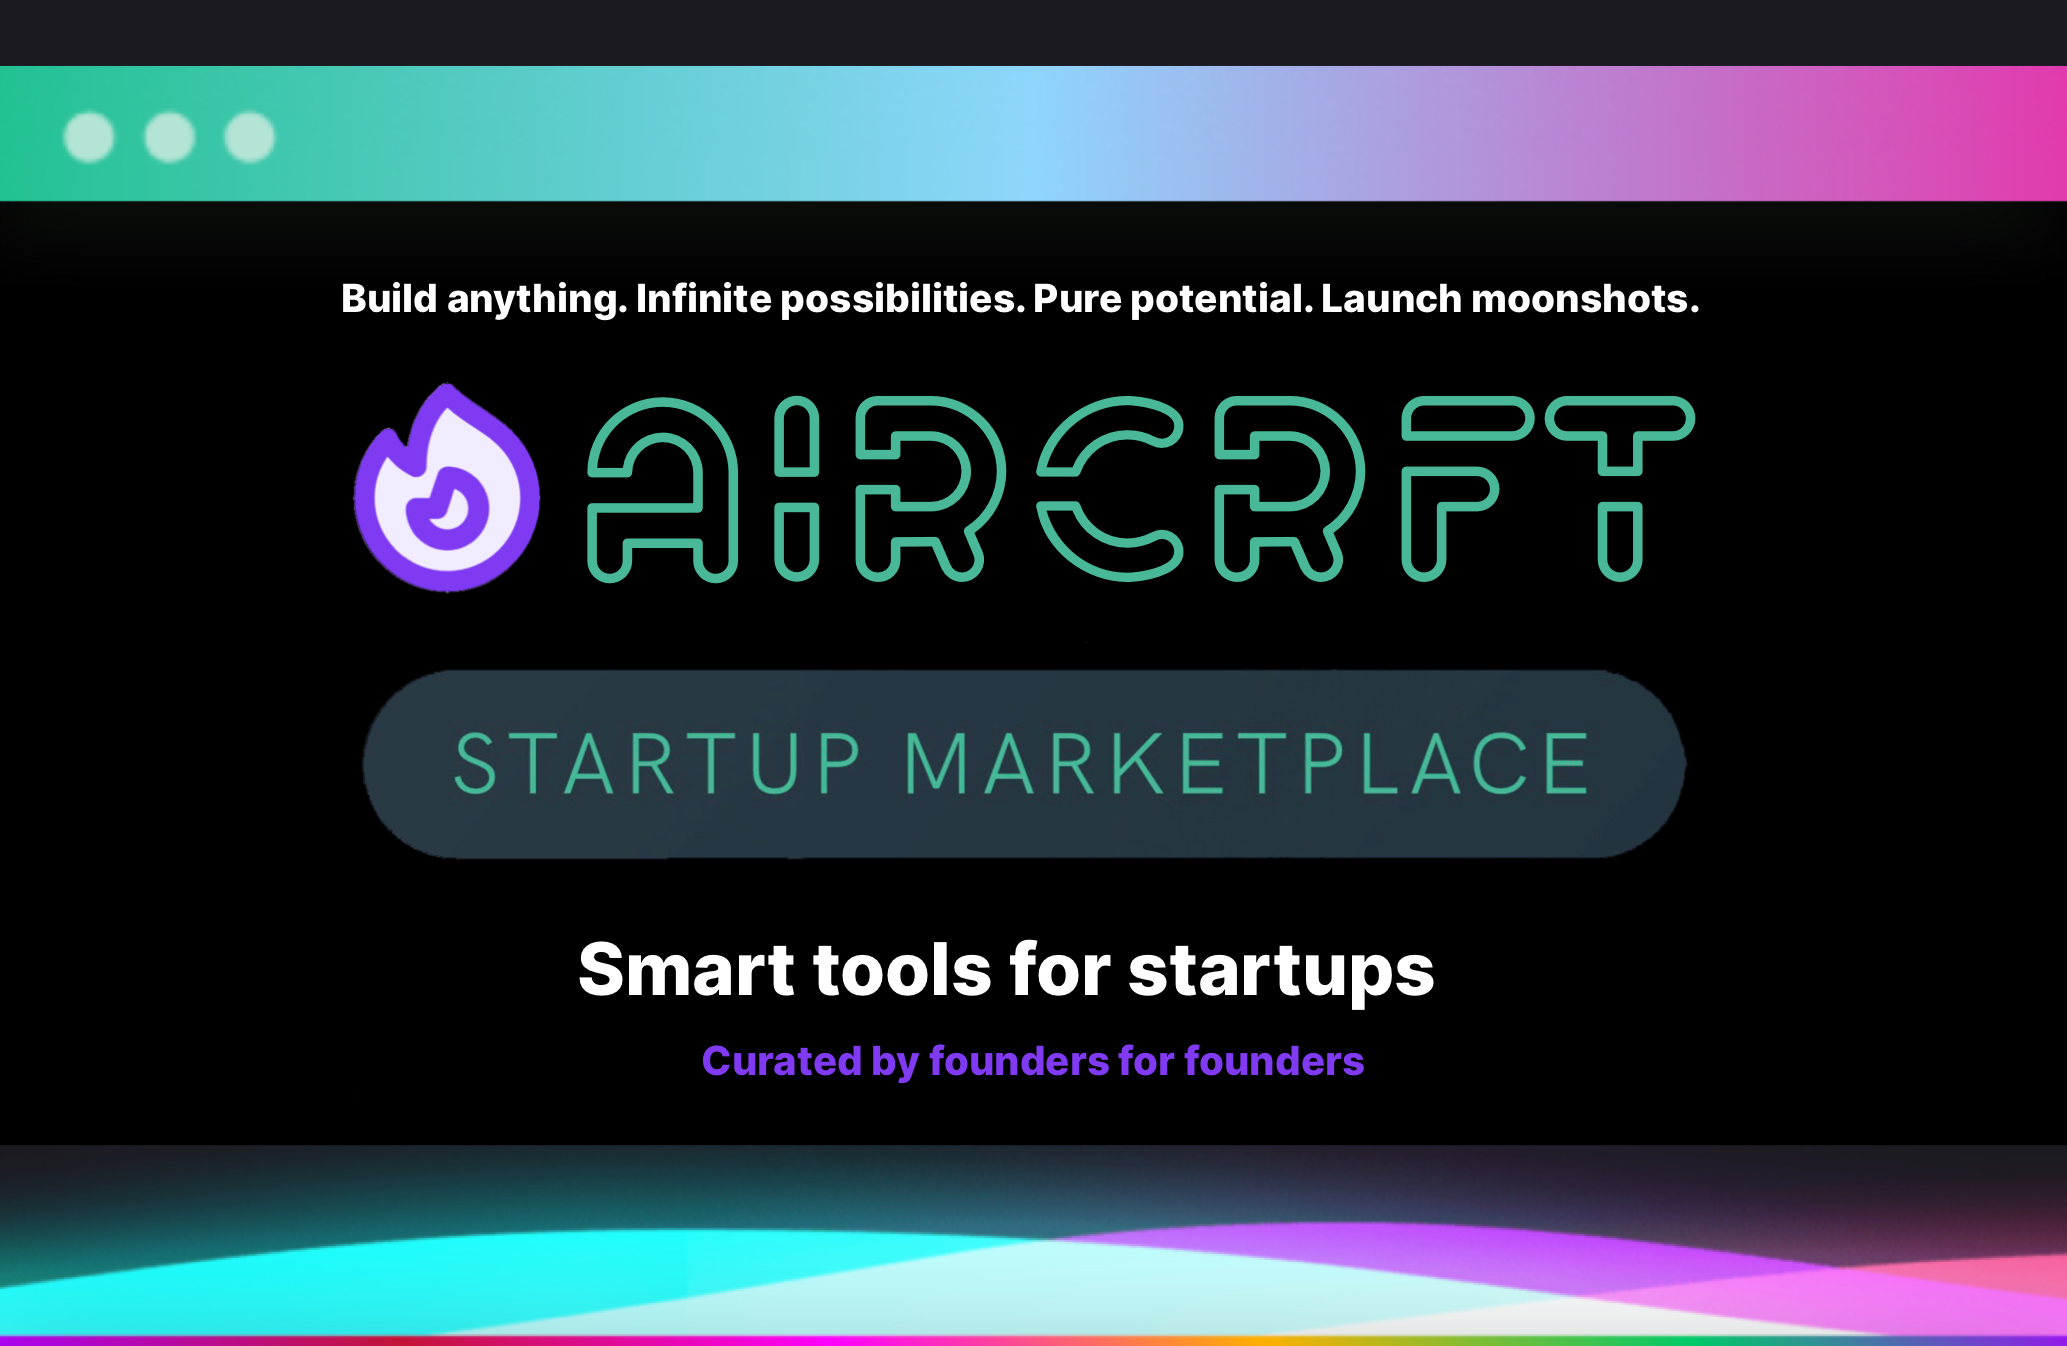 Build anything. Infinite possibilities. Pure potential. Launch moonshots.
AIRCRFT
STARTUP MARKETPLACE
Smart tools for startups
Curated by founders for founders